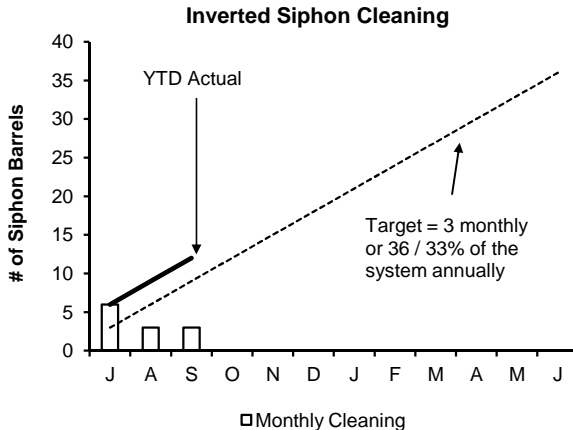 Inverted Siphon Cleaning
40
35
30
25
20
15
10
5
0
# of Siphon Barrels
YTD Actual
Target = 3 monthly
or 36 / 33% of the
system annually
J A S O N D J F M A M J
Monthly Cleaning